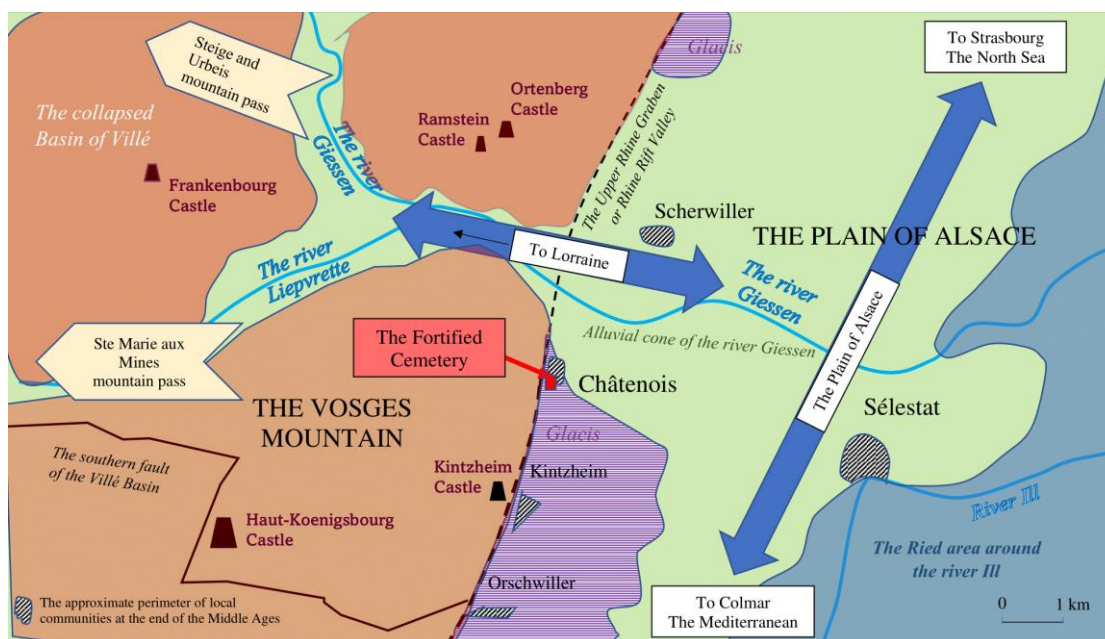 Steige and
Urbeis
mountain pass
The collapsed
Basin of Villé
Frankenbourg
Castle
The river
Giessen
Ramstein
Castle
Ortenberg
Castle
Glacis
The Upper Rhine Graben
or Rhine Rift Valley
To Strasbourg
The North Sea
Scherwiller
THE PLAIN OF ALSACE
To Lorraine
The river
Liepvrette
The river
Giessen
The Plain of Alsace
Alluvial cone of the river Giessen
Ste Marie aux
Mines
mountain pass
The Fortified
Cemetery
Châtenois
Sélestat
THE VOSGES
MOUNTAIN
Glacis
The southern fault
of the Villé Basin
Kintzheim
Castle
Kintzheim
River Ill
Haut-Koenigsbourg
Castle
The Ried area around
the river Ill
Orschwiller
The approximate perimeter of local
communities at the end of the Middle Ages
To Colmar
The Mediterranean
0 1 km